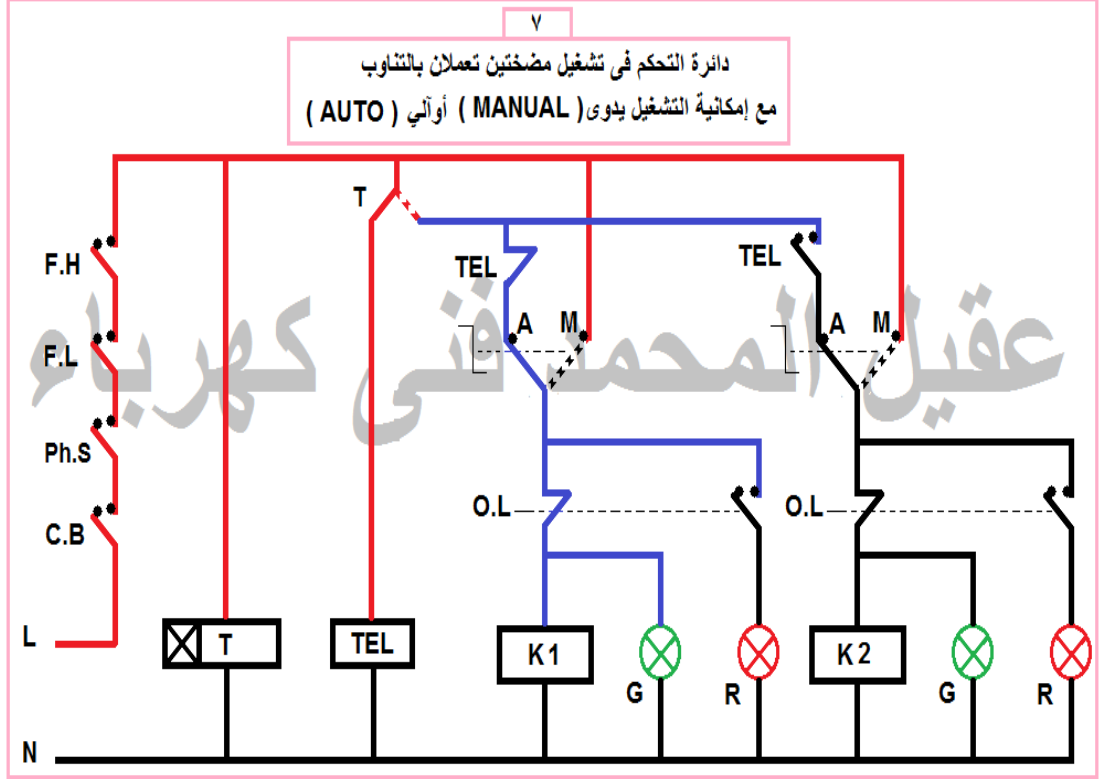 ٧
دائرة التحكم فى تشغيل مضختين تعملان بالتناوب
مع إمكانية التشغيل يدوى( MANUAL ) أوآلي ( AUTO )
T
F.H
TEL
TEL
A
M
A
M
F.L
عقيل المحمد فني كهرباء
Ph.S
C.B
O.L
O.L
L
T
TEL
K1
K2
G
R
G
R
N